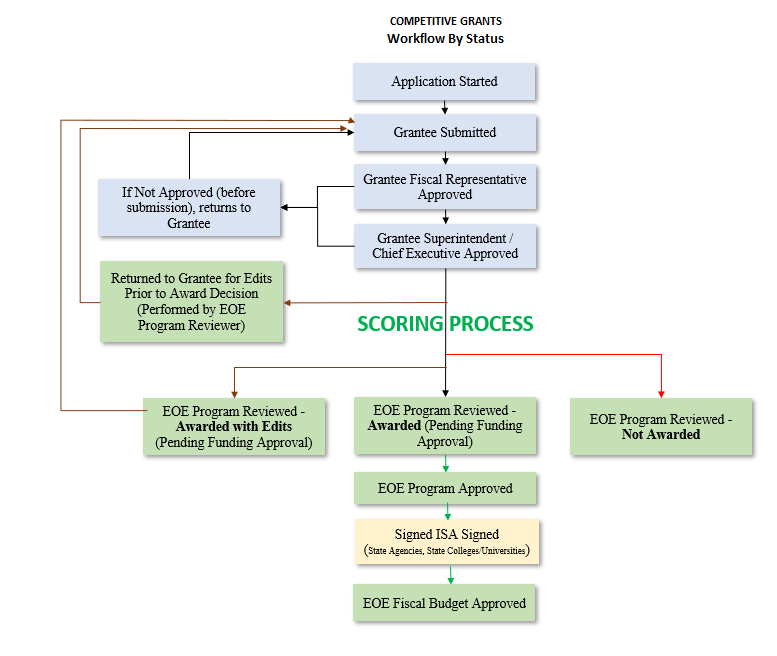 COMPETITIVE GRANTS
Workflow By Status
Application Started
Grantee Submitted
Grantee Fiscal Representative
Approved
If Not Approved (before
submission), returns to
Grantee
Grantee Superintendent /
Chief Executive Approved
Returned to Grantee for Edits
Prior to Award Decision
(Performed by EOE
Program Reviewer)
SCORING PROCESS
EOE Program Reviewed -
Awarded with Edits
(Pending Funding Approval)
EOE Program Reviewed -
Awarded (Pending Funding
Approval)
EOE Program Reviewed -
Not Awarded
EOE Program Approved
Signed ISA Signed
(State Agencies, State Colleges/Universities)
EOE Fiscal Budget Approved